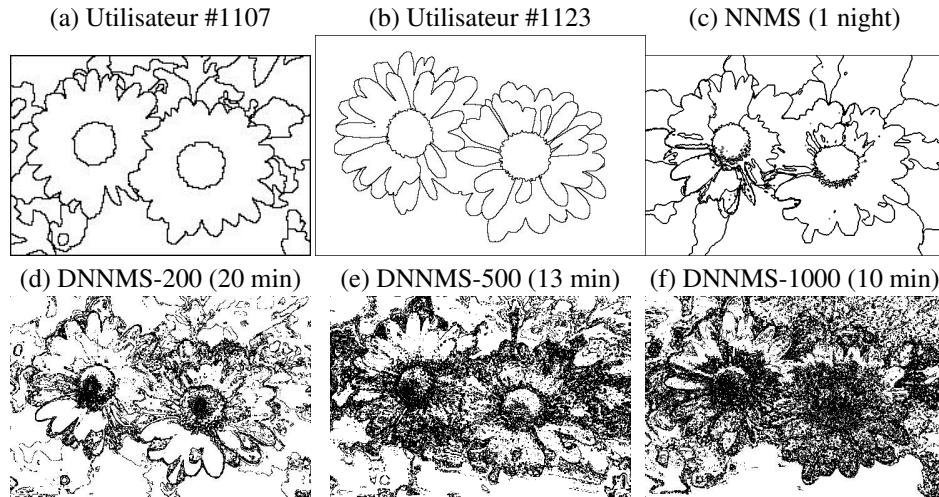 (a) Utilisateur #1107 (b) Utilisateur #1123 (c) NNMS (1 night)
(d) DNNMS-200 (20 min) (e) DNNMS-500 (13 min) (f) DNNMS-1000 (10 min)